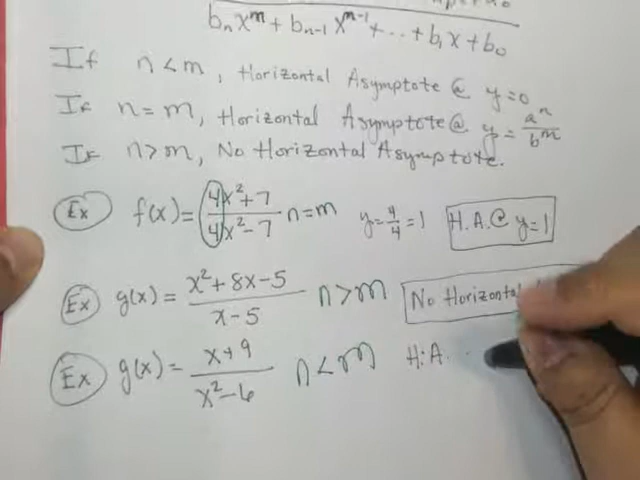 bₙxᵐ + bₙ₋₁ xᵐ⁻¹ + ... + b₁x + b₀
If n < m, Horizontal Asymptote @ y = 0
If n = m, Horizontal Asymptote @ y = aⁿ/bᵐ
If n > m, No Horizontal Asymptote.
Ex f(x) = (4x² + 7)/(4x² - 7) n = m y = 4/4 = 1 H.A. @ y = 1
Ex g(x) = (x² + 8x - 5)/(x - 5) n > m No Horizontal
Ex g(x) = (x + 9)/(x² - 6) n < m H.A.